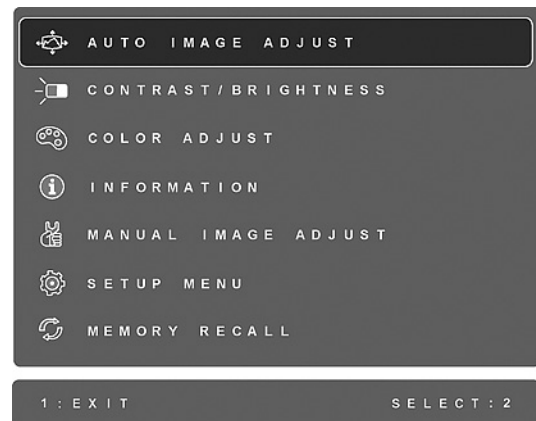 AUTO IMAGE ADJUST
CONTRAST/BRIGHTNESS
COLOR ADJUST
INFORMATION
MANUAL IMAGE ADJUST
SETUP MENU
MEMORY RECALL
1:EXIT SELECT:2